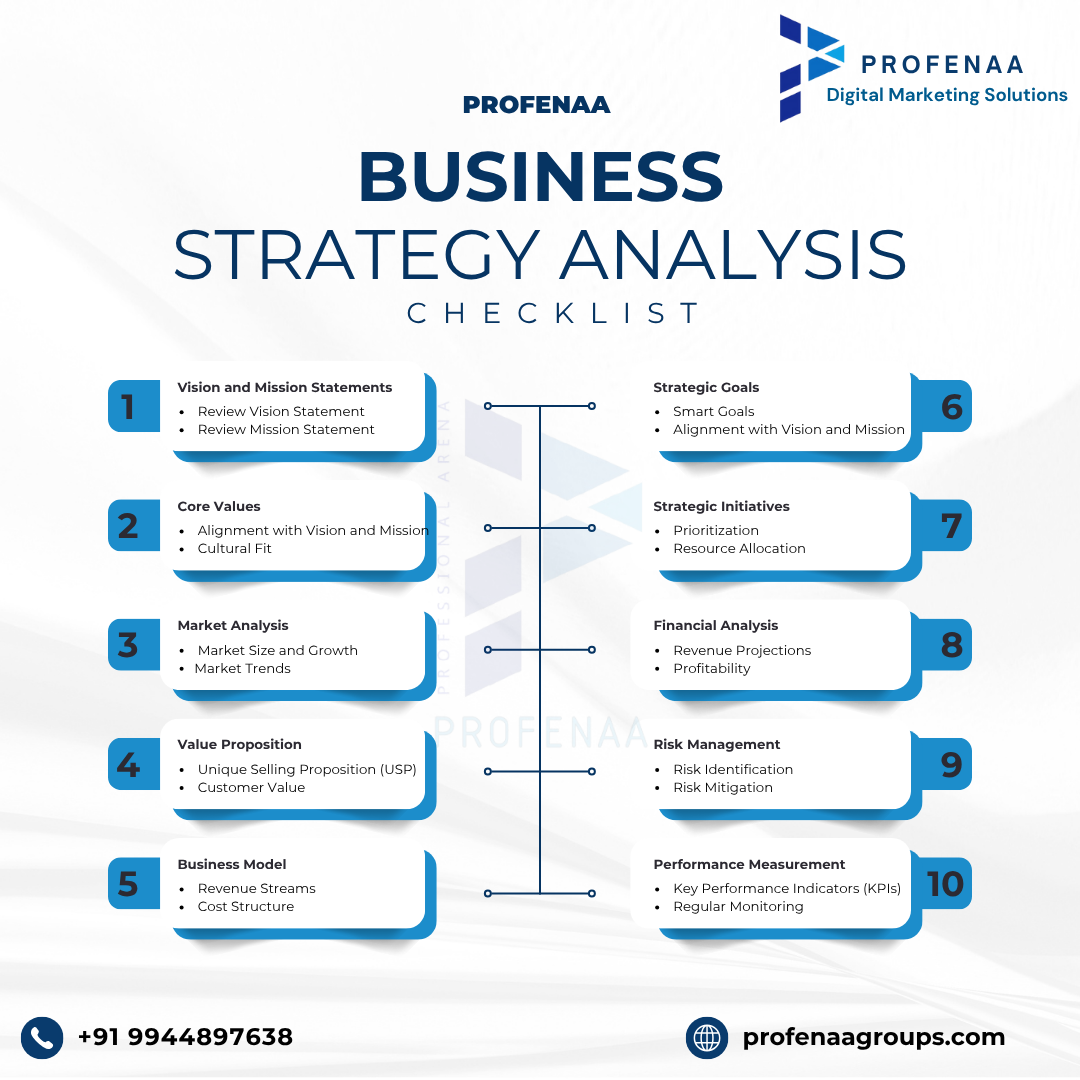 PROFENAA
Digital Marketing Solutions
PROFENAA
BUSINESS
STRATEGY ANALYSIS
CHECKLIST
1
Vision and Mission Statements
• Review Vision Statement
• Review Mission Statement
2
Core Values
• Alignment with Vision and Mission
• Cultural Fit
3
Market Analysis
• Market Size and Growth
• Market Trends
4
Value Proposition
• Unique Selling Proposition (USP)
• Customer Value
5
Business Model
• Revenue Streams
• Cost Structure
PROFESSIONAL ARENA
PROFENAA
Strategic Goals
• Smart Goals
• Alignment with Vision and Mission
6
Strategic Initiatives
• Prioritization
• Resource Allocation
7
Financial Analysis
• Revenue Projections
• Profitability
8
Risk Management
• Risk Identification
• Risk Mitigation
9
Performance Measurement
• Key Performance Indicators (KPIs)
• Regular Monitoring
10
+91 9944897638
profenaagroups.com